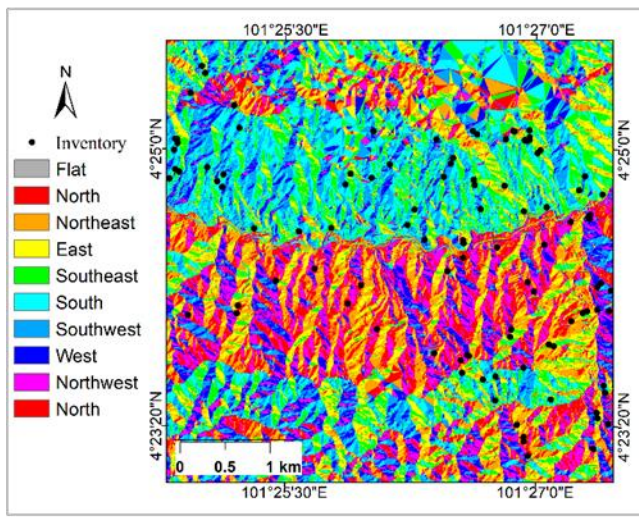 101°25'30"E 101°27'0"E
N
Inventory
Flat
North
Northeast
East
Southeast
South
Southwest
West
Northwest
North
4°25'0"N
4°25'0"N
4°23'20"N
4°23'20"N
0 0.5 1 km
101°25'30"E 101°27'0"E